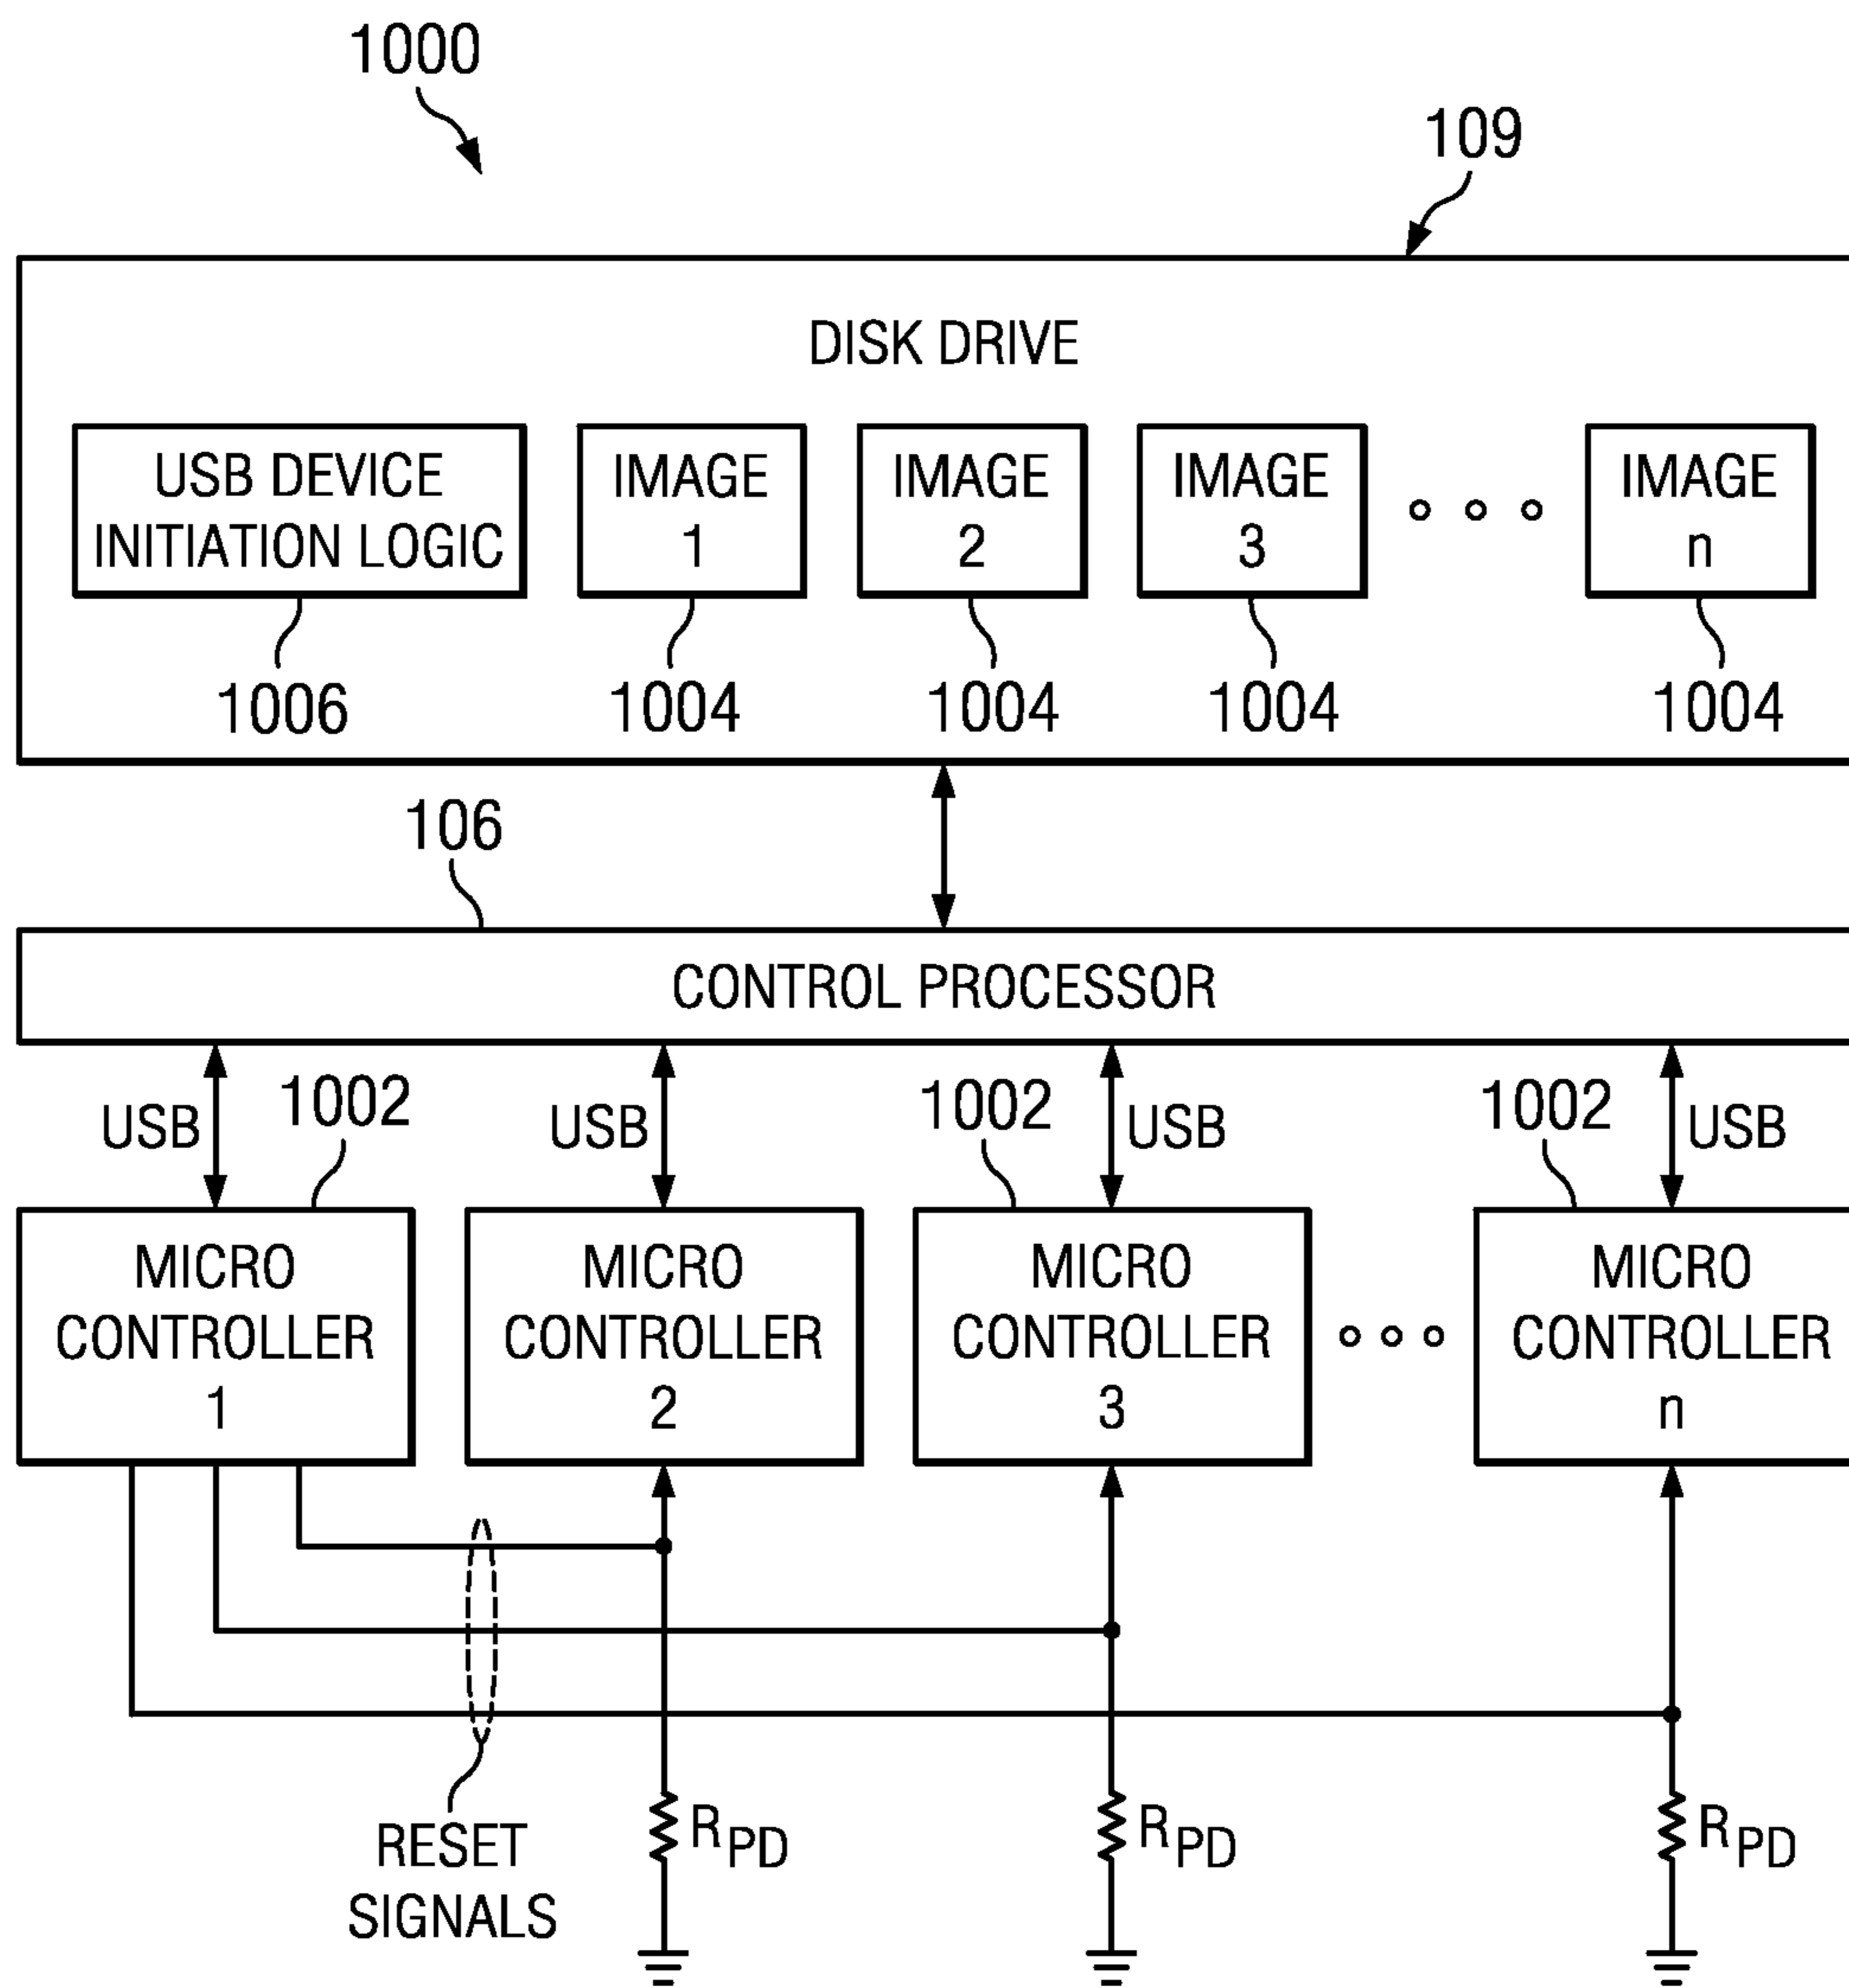 1000
109
DISK DRIVE
USB DEVICE
INITIATION LOGIC
IMAGE
1
IMAGE
2
IMAGE
3
IMAGE
n
1006
1004
1004
1004
1004
106
CONTROL PROCESSOR
USB
1002
USB
1002
USB
1002
USB
MICRO
CONTROLLER
1
MICRO
CONTROLLER
2
MICRO
CONTROLLER
3
MICRO
CONTROLLER
n
RESET
SIGNALS
RPD
RPD
RPD